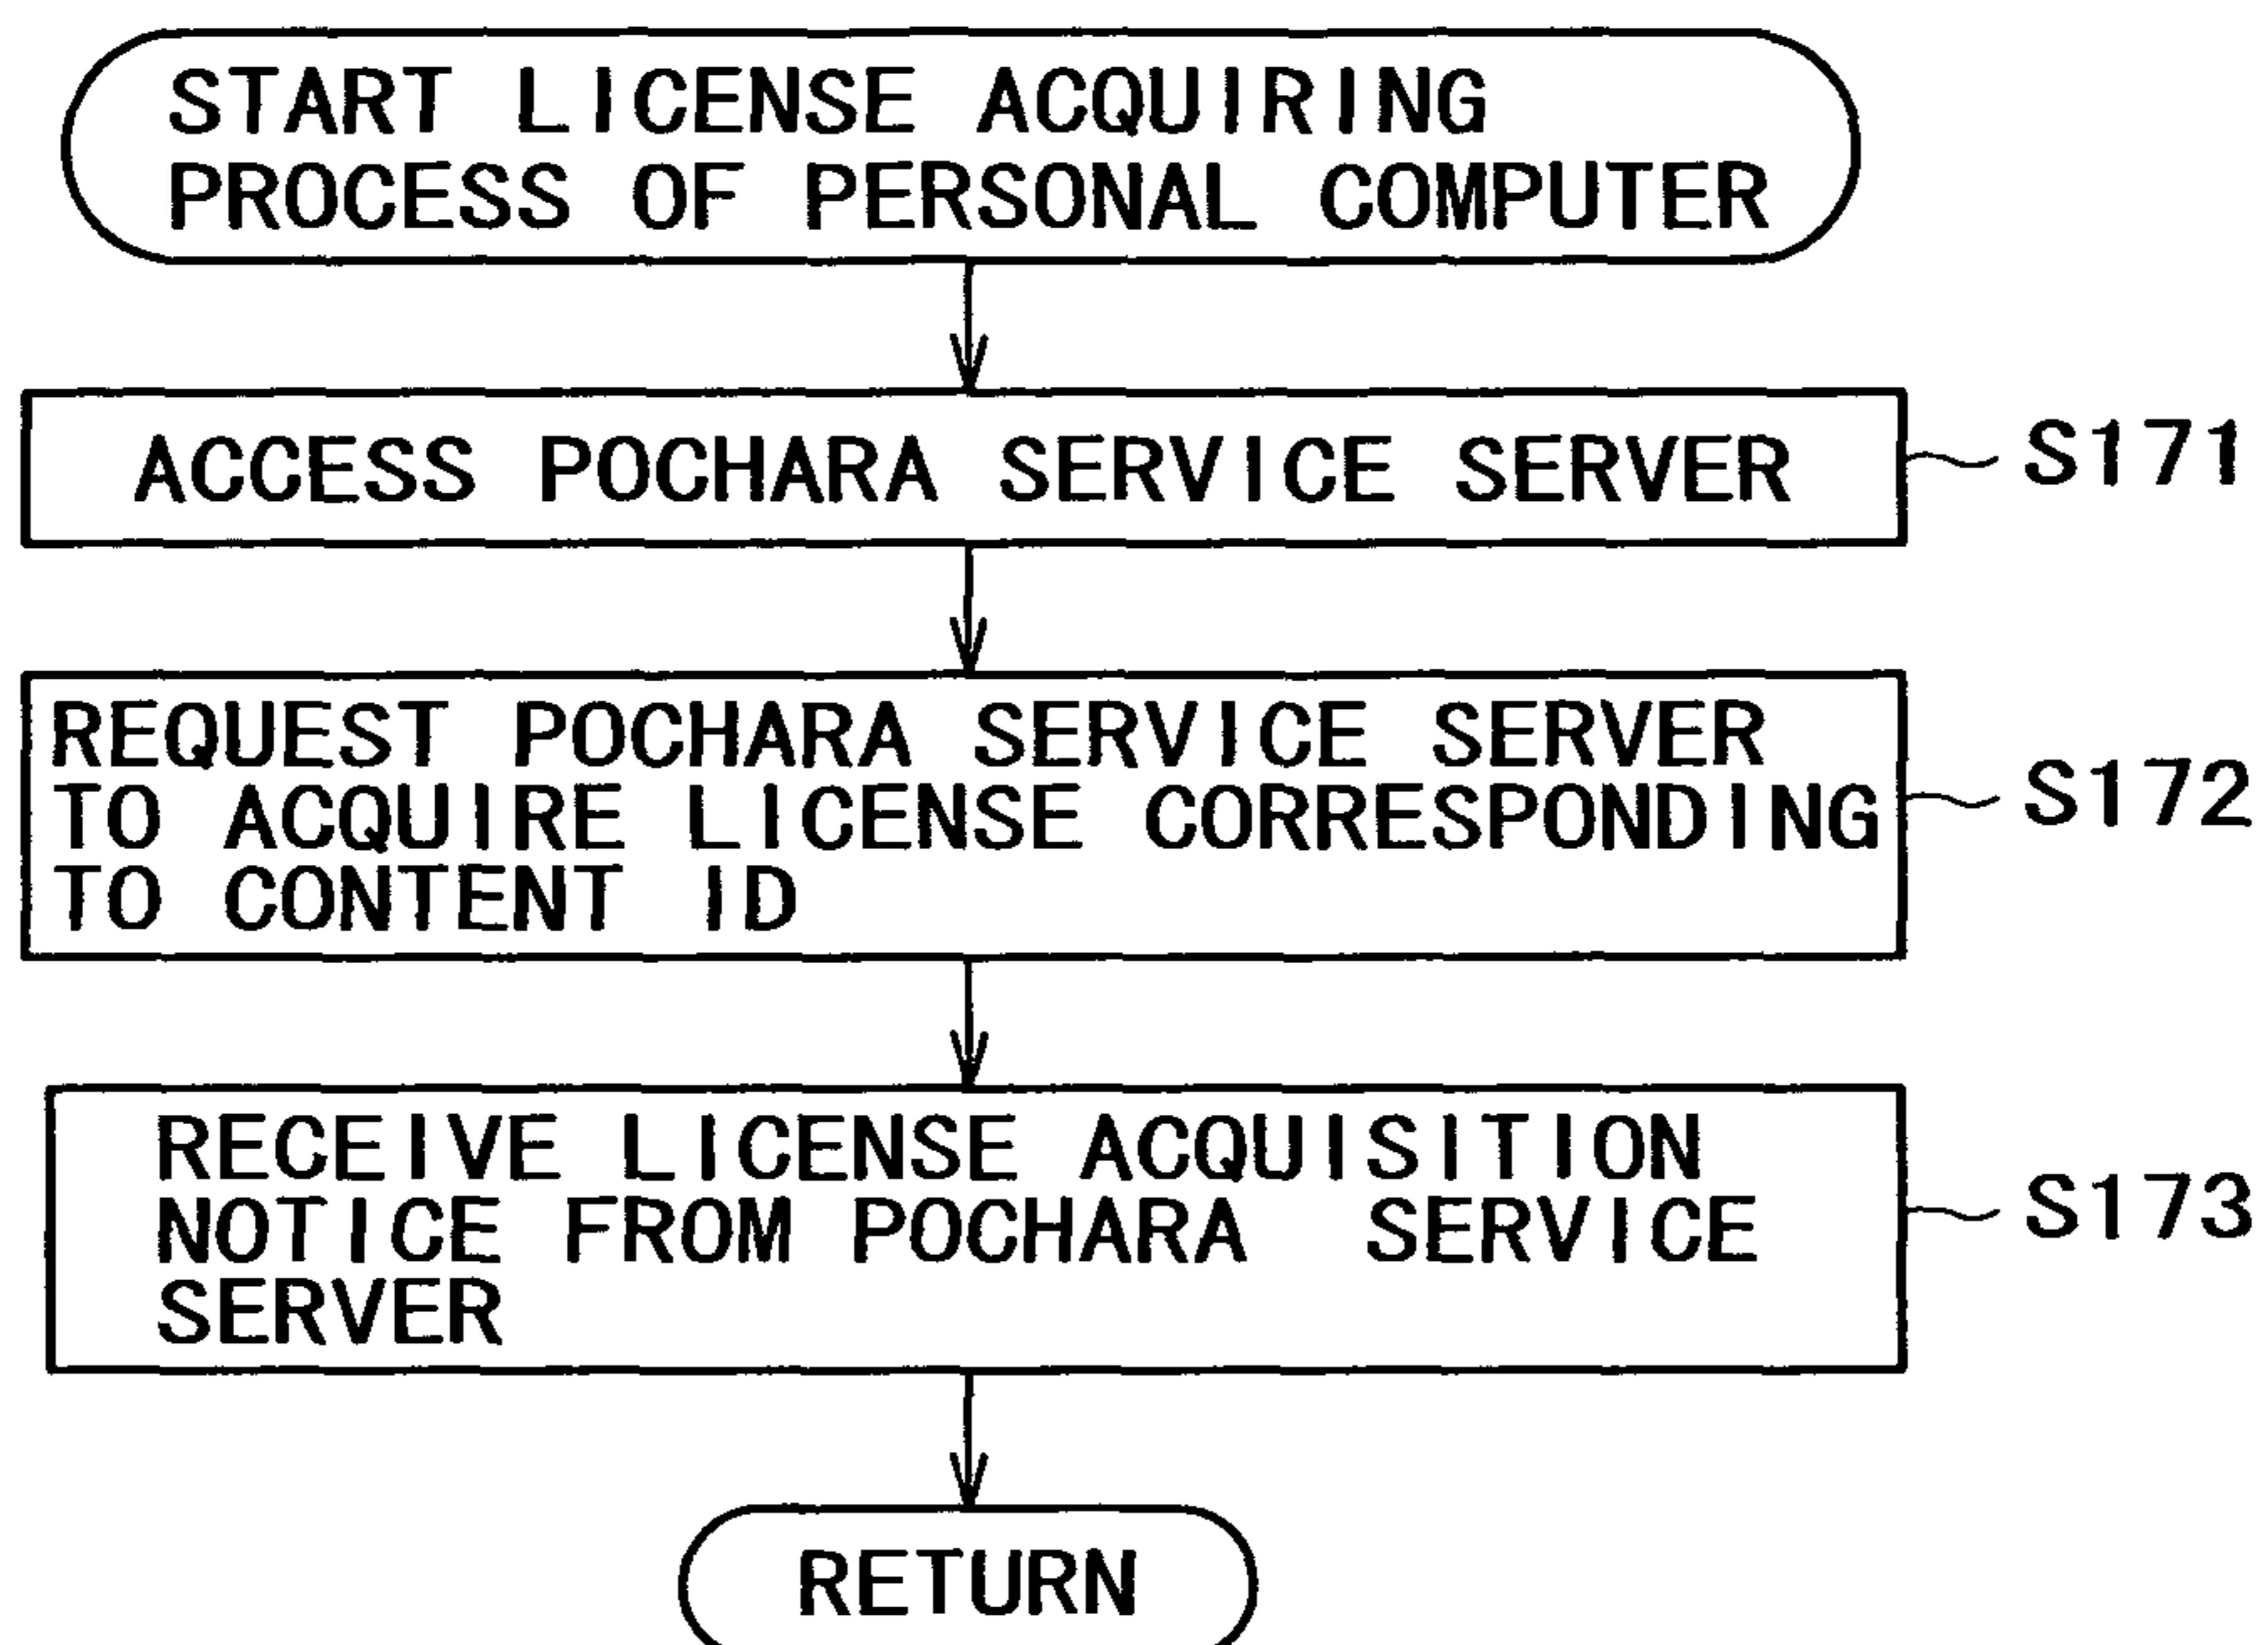 START LICENSE ACQUIRING
PROCESS OF PERSONAL COMPUTER
ACCESS POCHARA SERVICE SERVER
S171
REQUEST POCHARA SERVICE SERVER
TO ACQUIRE LICENSE CORRESPONDING
TO CONTENT ID
S172
RECEIVE LICENSE ACQUISITION
NOTICE FROM POCHARA SERVICE
SERVER
S173
RETURN